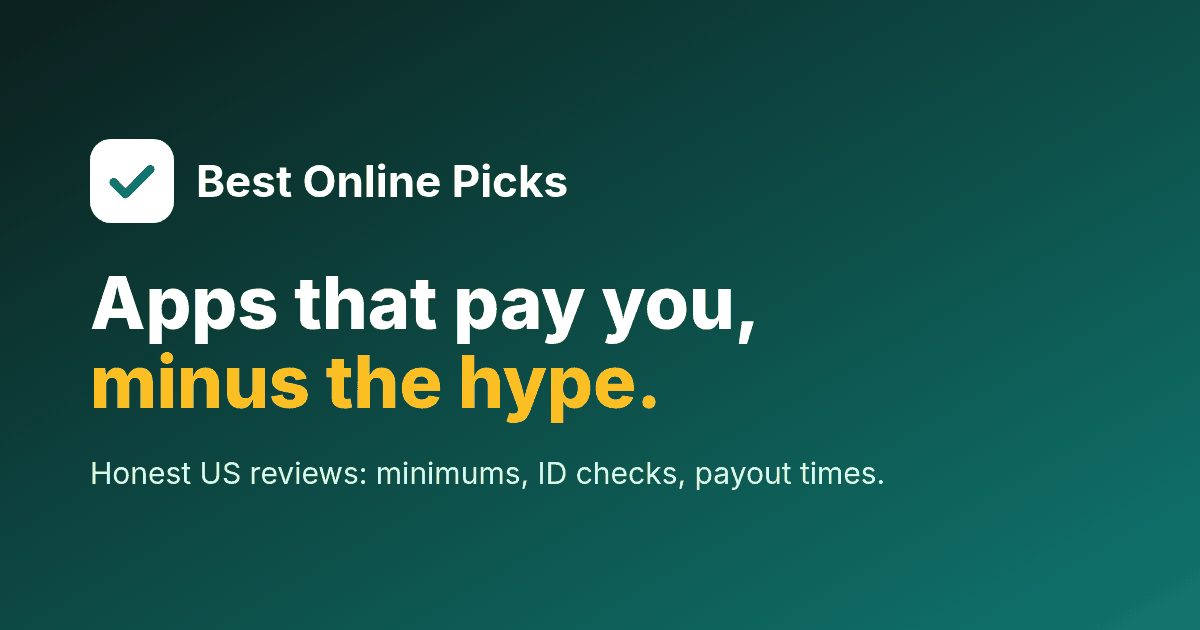 Best Online Picks
Apps that pay you,
minus the hype.
Honest US reviews: minimums, ID checks, payout times.